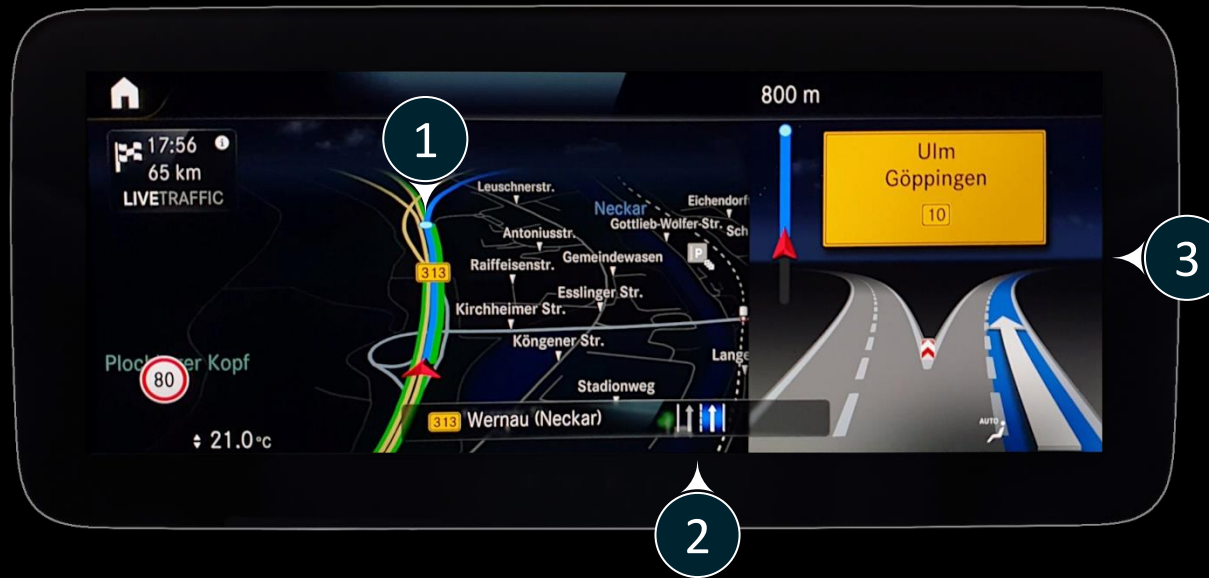 800 m
17:56
65 km
LIVETRAFFIC
1
Leuschnerstr.
Neckar
Eichendorf
Gottlieb-Wolfer-Str.
Sch
Antoniusstr.
313
Raiffeisenstr.
Gemeindewasen
P
Esslinger Str.
Kirchheimer Str.
Köngener Str.
Lange
Plochinger Kopf
80
Stadionweg
313 Wernau (Neckar)
21.0°C
Ulm
Göppingen
10
AUTO
2
3